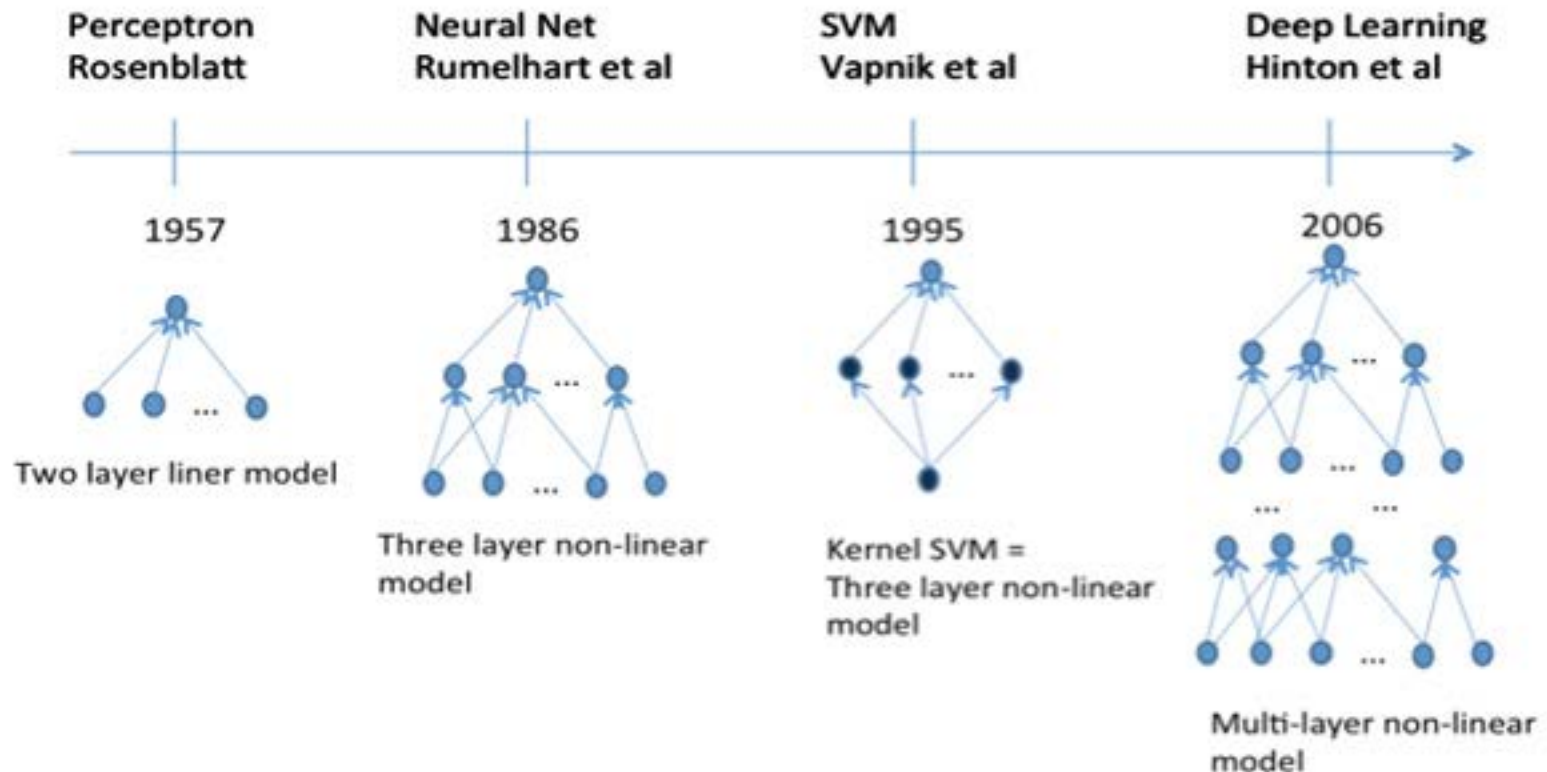 Perceptron
Rosenblatt
Neural Net
Rumelhart et al
SVM
Vapnik et al
Deep Learning
Hinton et al
1957
1986
1995
2006
...
Two layer liner model
...
...
Three layer non-linear
model
...
Kernel SVM =
Three layer non-linear
model
...
...
... ...
...
Multi-layer non-linear
model